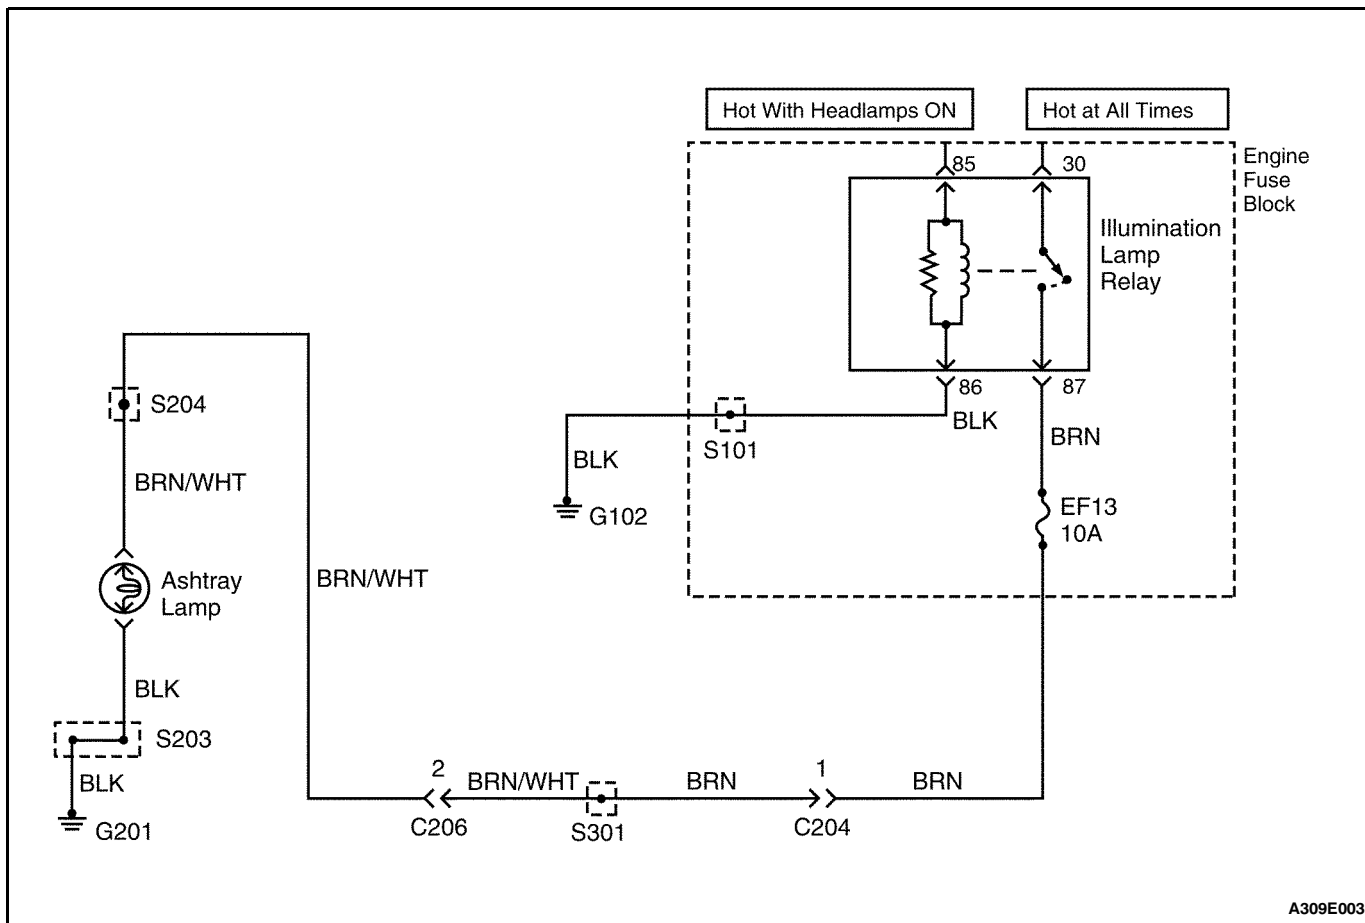 Hot With Headlamps ON
Hot at All Times
Engine
Fuse
Block
85
30
Illumination
Lamp
Relay
86
87
BLK
BRN
S101
BLK
G102
EF13
10A
S204
BRN/WHT
BRN/WHT
Ashtray
Lamp
BLK
S203
BLK
G201
2
BRN/WHT
BRN
1
BRN
C206
S301
C204
A309E003